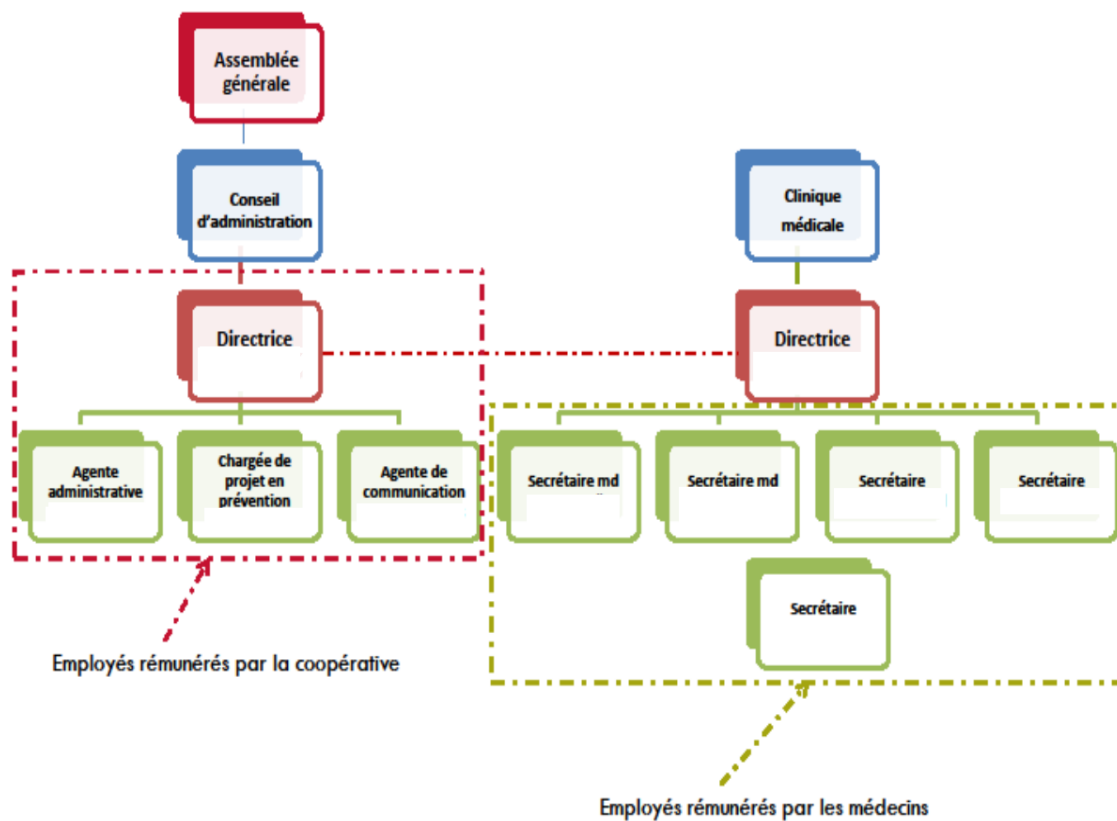 Assemblée
générale
Conseil
d'administration
Clinique
médicale
Directrice
Directrice
Agente
administrative
Chargée de
projet en
prévention
Agente de
communication
Secrétaire md
Secrétaire md
Secrétaire
Secrétaire
Secrétaire
Employés rémunérés par la coopérative
Employés rémunérés par les médecins